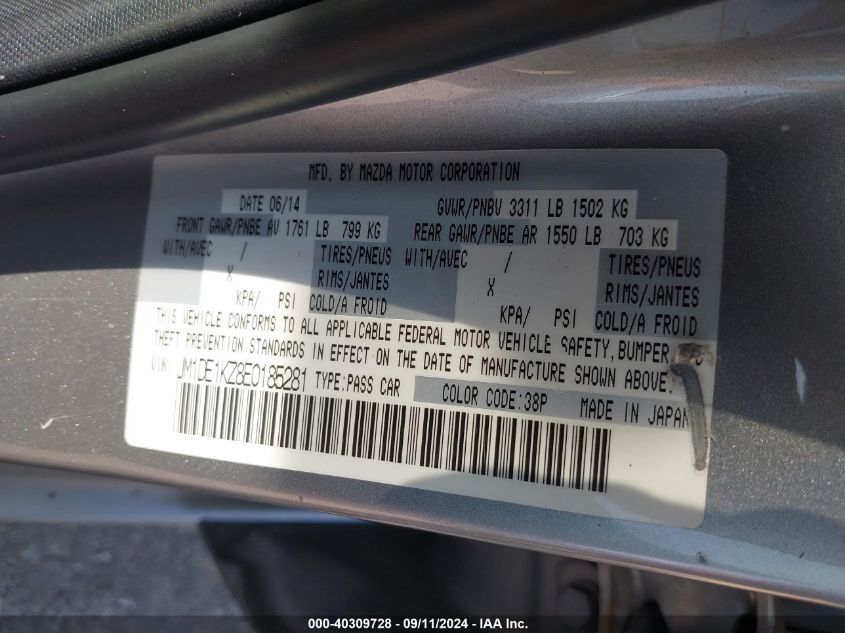 MFD. BY MAZDA MOTOR CORPORATION
DATE 06/14 GVWR/PNBV 3311 LB 1502 KG
FRONT GAWR/PNBE AV 1761 LB 799 KG REAR GAWR/PNBE AR 1550 LB 703 KG
WITH/AVEC / TIRES/PNEUS WITH/AVEC / TIRES/PNEUS
X RIMS/JANTES X RIMS/JANTES
KPA/ PSI COLD/A FROID KPA/ PSI COLD/A FROID
THIS VEHICLE CONFORMS TO ALL APPLICABLE FEDERAL MOTOR VEHICLE SAFETY, BUMPER,
THEFT PREVENTION STANDARDS IN EFFECT ON THE DATE OF MANUFACTURE SHOWN ABOVE.
VIN: JM1DE1KZ8E0185281 TYPE:PASS CAR COLOR CODE:38P MADE IN JAPAN
000-40309728 - 09/11/2024 - IAA Inc.